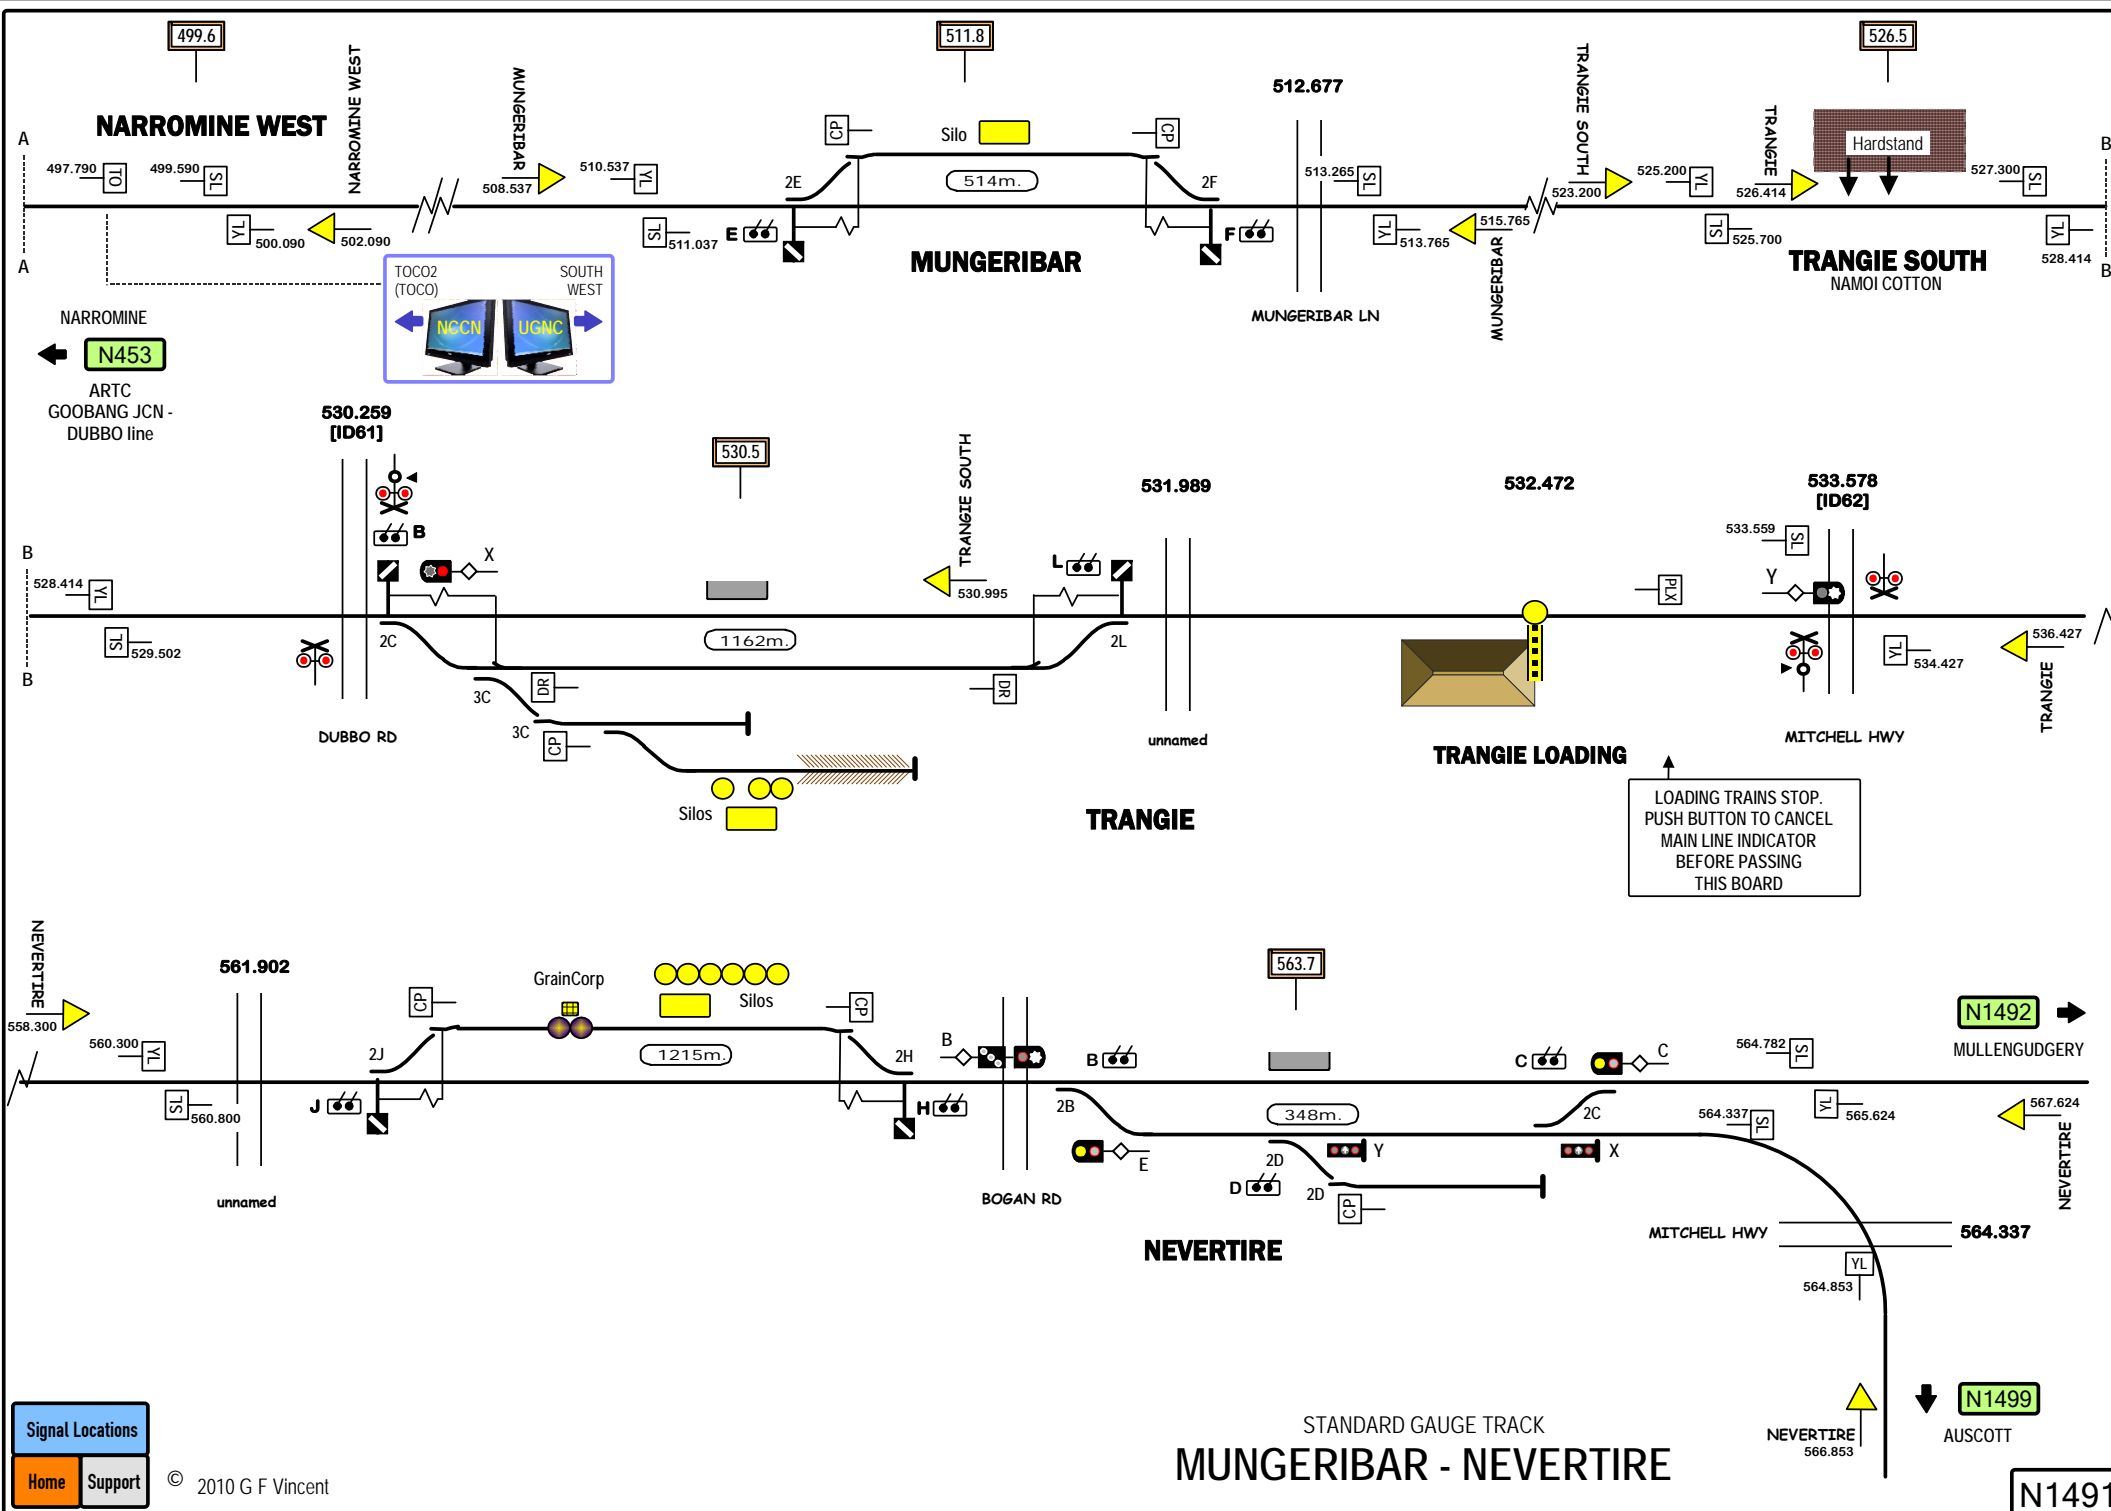 499.6
511.8
526.5
NARROMINE WEST
NARROMINE WEST
MUNGERIBAR
512.677
TRANGIE SOUTH
TRANGIE
A
CP
Silo
CP
Hardstand
B
497.790
TO
499.590
SL
508.537
510.537
YL
2E
514m.
2F
513.265
SL
523.200
525.200
YL
526.414
527.300
SL
YL
500.090
502.090
SL
511.037
E
F
YL
513.765
515.765
SL
525.700
YL
528.414
A
B
MUNGERIBAR
MUNGERIBAR
TRANGIE SOUTH
NAMOI COTTON
MUNGERIBAR LN
TOCO2
(TOCO)
SOUTH
WEST
NCCN
UGNC
NARROMINE
N453
ARTC
GOOBANG JCN -
DUBBO line
530.259
[ID61]
530.5
TRANGIE SOUTH
531.989
532.472
533.578
[ID62]
B
B
X
L
533.559
SL
528.414
YL
530.995
PLX
Y
SL
529.502
2C
1162m.
2L
YL
534.427
536.427
B
TRANGIE
3C
DR
DR
3C
CP
DUBBO RD
unnamed
MITCHELL HWY
TRANGIE LOADING
Silos
TRANGIE
LOADING TRAINS STOP.
PUSH BUTTON TO CANCEL
MAIN LINE INDICATOR
BEFORE PASSING
THIS BOARD
NEVERTIRE
561.902
GrainCorp
Silos
563.7
CP
CP
N1492
MULLENGUDGERY
558.300
560.300
YL
2J
1215m.
2H
B
B
C
C
564.782
SL
SL
560.800
J
H
2B
348m.
2C
564.337
SL
YL
565.624
567.624
E
Y
X
2D
D
2D
CP
NEVERTIRE
unnamed
BOGAN RD
NEVERTIRE
MITCHELL HWY
564.337
YL
564.853
N1499
AUSCOTT
NEVERTIRE
566.853
STANDARD GAUGE TRACK
MUNGERIBAR - NEVERTIRE
Signal Locations
Home
Support
© 2010 G F Vincent
N1491